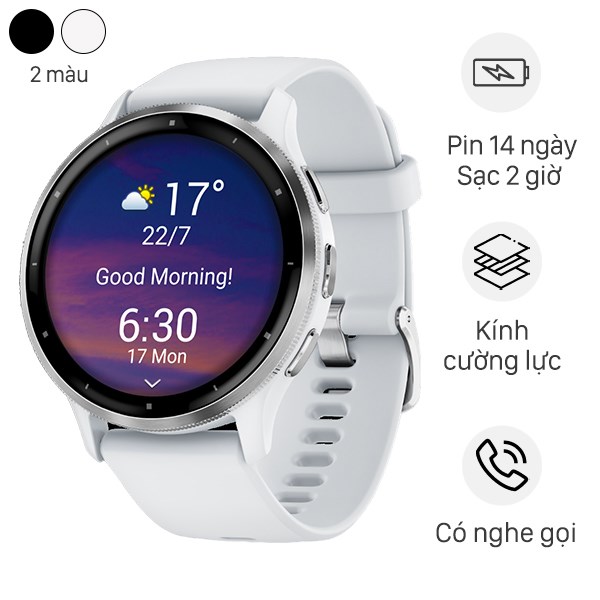 2 màu
17°
22/7
Good Morning!
6:30
17 Mon
Pin 14 ngày
Sạc 2 giờ
Kính
cường lực
Có nghe gọi